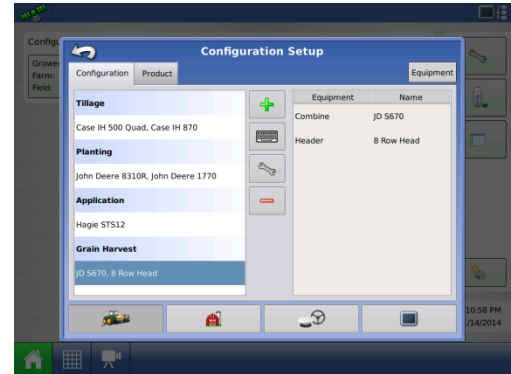 Configuration Setup
Configu
Grower
Farm:
Field:
Configuration Product Equipment
Tillage
Case IH 500 Quad, Case IH 870
Planting
John Deere 8310R, John Deere 1770
Application
Hagie STS12
Grain Harvest
JD S670, 8 Row Head
Equipment Name
Combine JD S670
Header 8 Row Head
10:58 PM
/14/2014